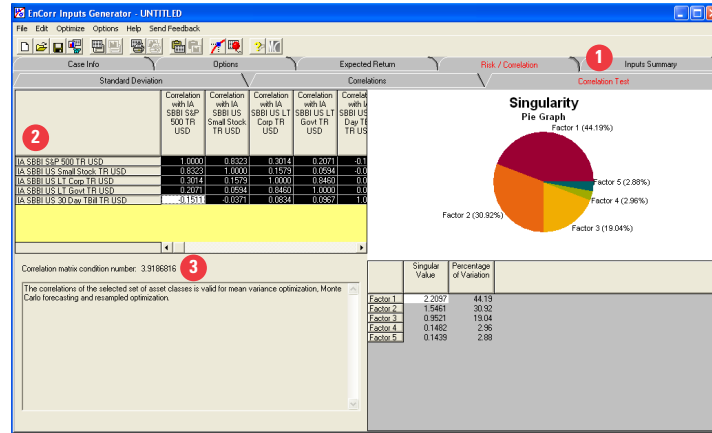 EnCorr Inputs Generator - UNTITLED
File Edit Optimize Options Help Send Feedback
Case Info Options Expected Return Risk / Correlation 1 Inputs Summary
Standard Deviation Correlations Correlation Test
2
Correlation with IA SBBI S&P 500 TR USD
Correlation with IA SBBI US Small Stock TR USD
Correlation with IA SBBI US LT Corp TR USD
Correlation with IA SBBI US LT Govt TR USD
IA SBBI S&P 500 TR USD 1.0000 0.8323 0.3014 0.2071 -0.1
IA SBBI US Small Stock TR USD 0.8323 1.0000 0.1579 0.0594 -0.0
IA SBBI US LT Corp TR USD 0.3014 0.1579 1.0000 0.8460 0.0
IA SBBI US LT Govt TR USD 0.2071 0.0594 0.8460 1.0000 0.0
IA SBBI US 30 Day TBill TR USD -0.1511 -0.0371 0.0834 0.0967 1.0
Singularity
Pie Graph
Factor 1 (44.19%)
Factor 5 (2.88%)
Factor 4 (2.96%)
Factor 2 (30.92%)
Factor 3 (19.04%)
Correlation matrix condition number: 3.9186816 3
The correlations of the selected set of asset classes is valid for mean variance optimization, Monte
Carlo forecasting and resampled optimization.
Singular Percentage
Value of Variation
Factor 1 2.2097 44.19
Factor 2 1.5461 30.92
Factor 3 0.9521 19.04
Factor 4 0.1482 2.96
Factor 5 0.1439 2.88